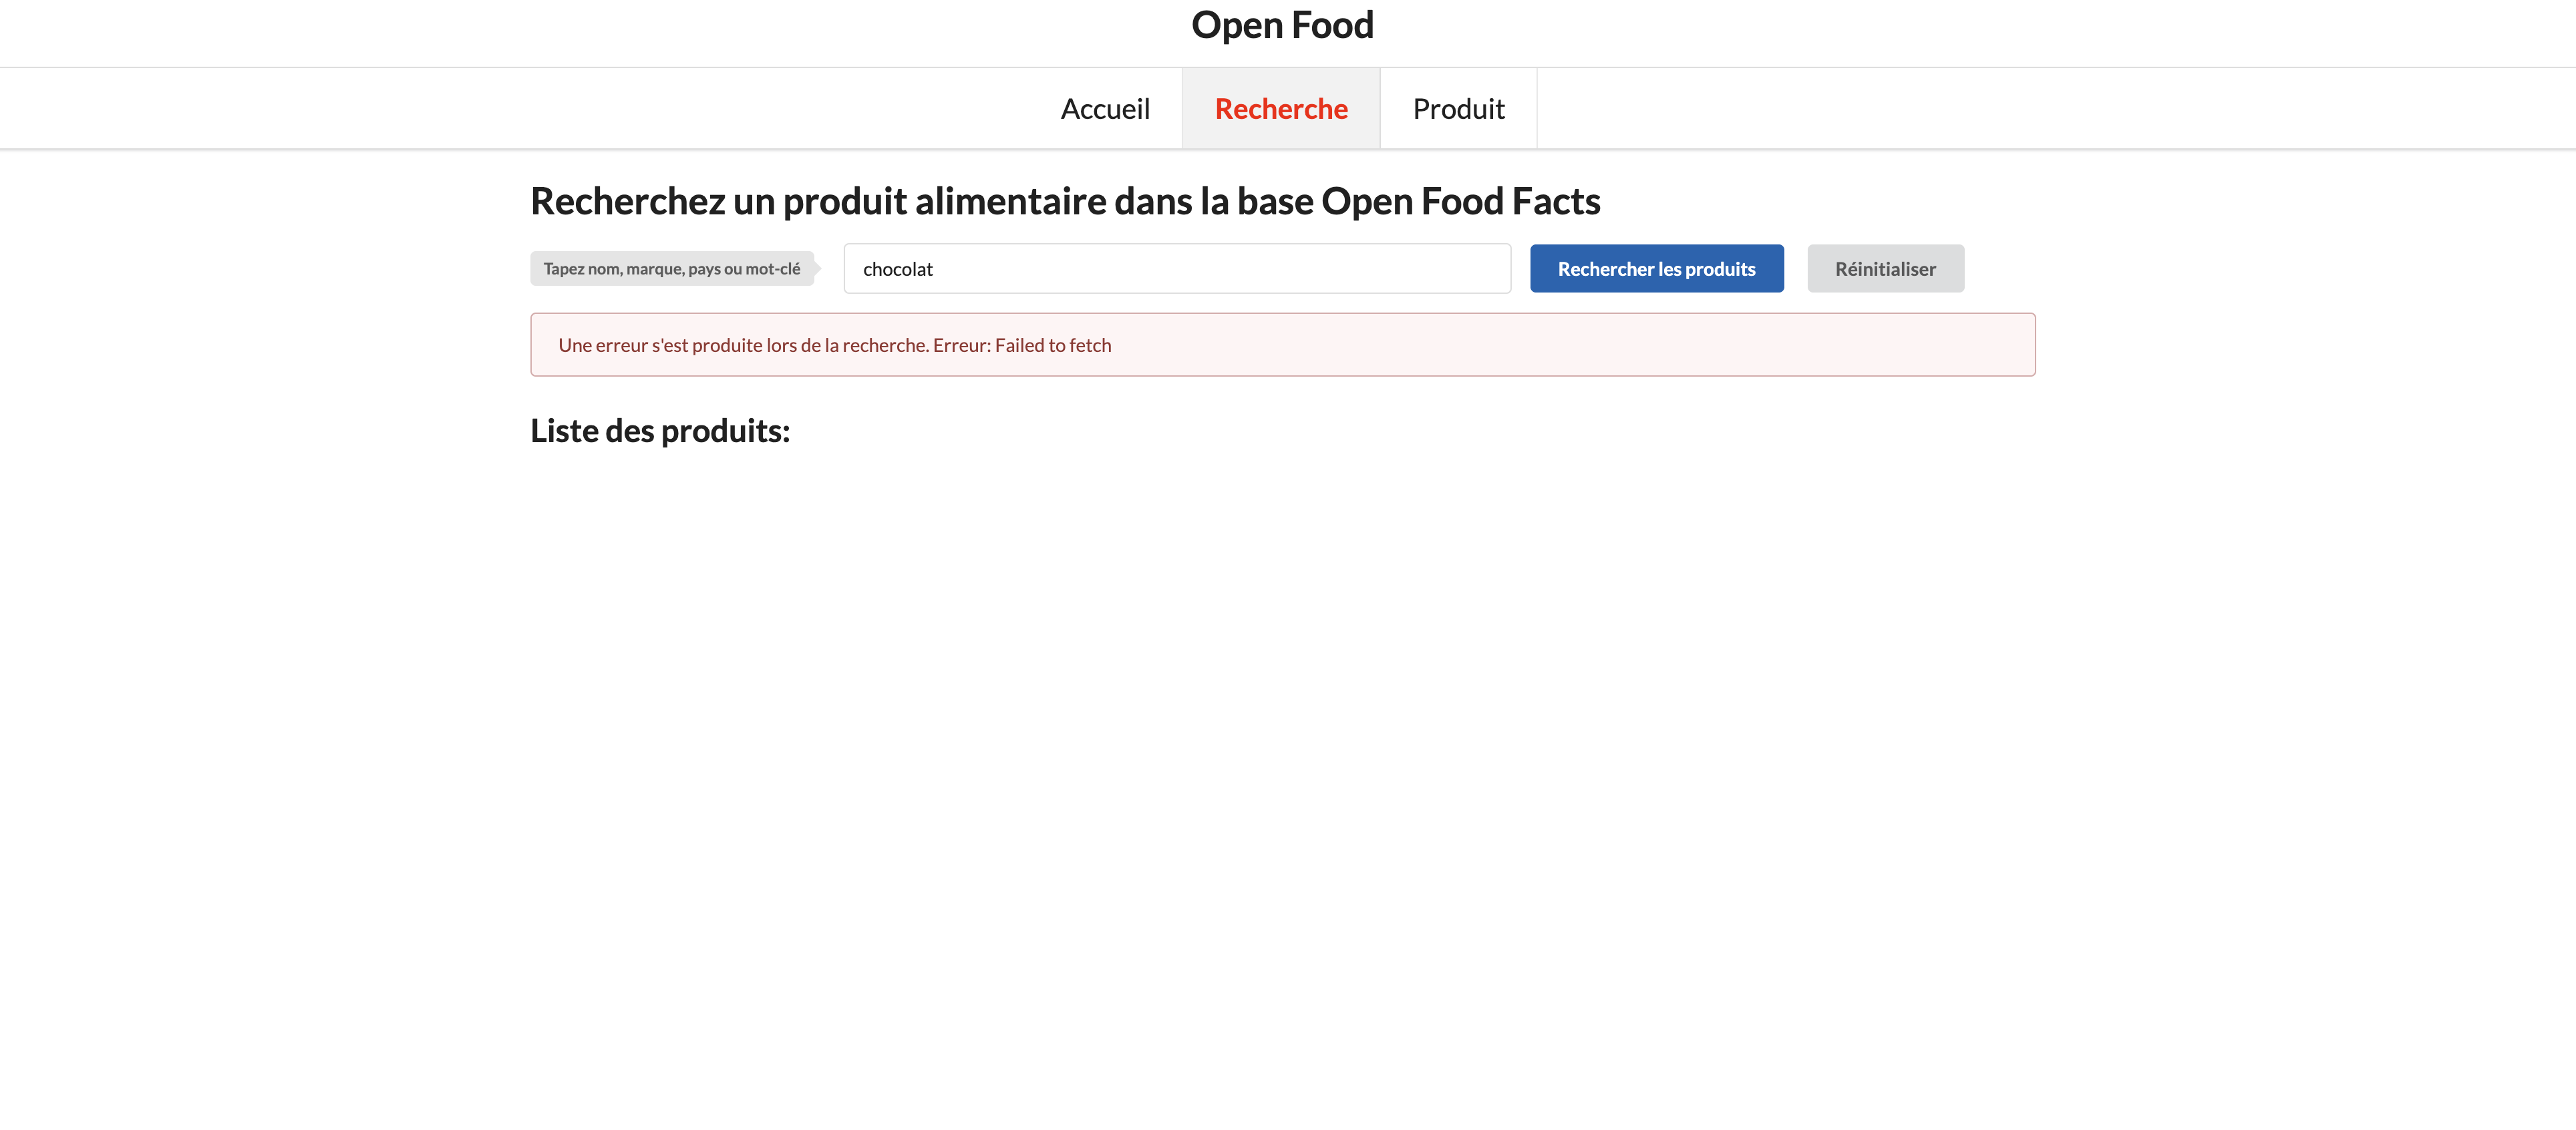 Open Food
Accueil Recherche Produit
Recherchez un produit alimentaire dans la base Open Food Facts
Tapez nom, marque, pays ou mot-clé chocolat Rechercher les produits Réinitialiser
Une erreur s'est produite lors de la recherche. Erreur: Failed to fetch
Liste des produits: